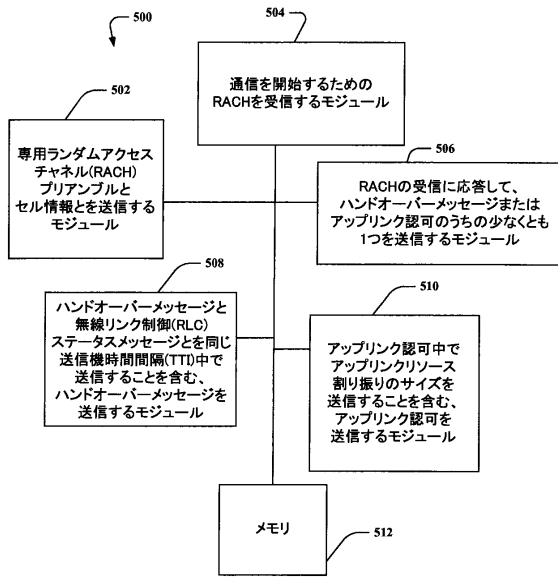 500
504
通信を開始するための
RACHを受信するモジュール
502
専用ランダムアクセス
チャネル(RACH)
プリアンブルと
セル情報とを送信する
モジュール
506
RACHの受信に応答して、
ハンドオーバーメッセージまたは
アップリンク認可のうちの少なくとも
1つを送信するモジュール
508
ハンドオーバーメッセージと
無線リンク制御(RLC)
ステータスメッセージとを同じ
送信機時間間隔(TTI)中で
送信することを含む、
ハンドオーバーメッセージを
送信するモジュール
510
アップリンク認可中で
アップリンクリソース
割り振りのサイズを
送信することを含む、
アップリンク認可を
送信するモジュール
メモリ
512